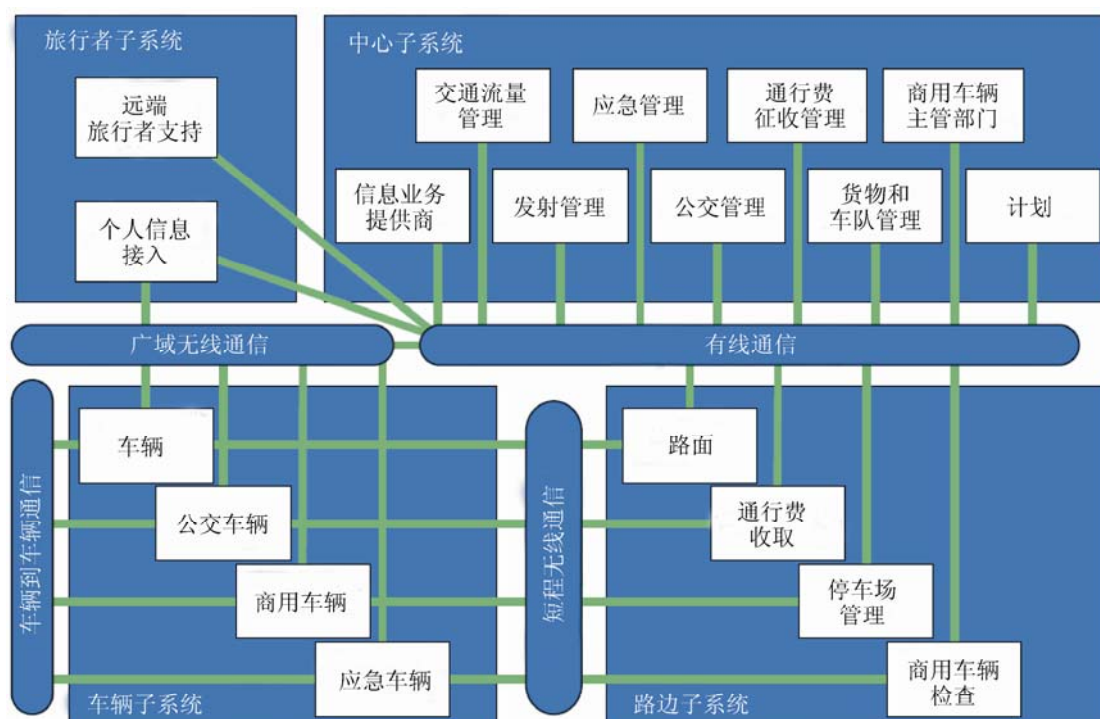 旅行者子系统
远端
旅行者支持
个人信息
接入
中心子系统
交通流量
管理
应急管理
通行费
征收管理
商用车辆
主管部门
信息业务
提供商
发射管理
公交管理
货物和
车队管理
计划
广域无线通信
有线通信
车辆到车辆通信
车辆
公交车辆
商用车辆
应急车辆
车辆子系统
短程无线通信
路面
通行费
收取
停车场
管理
商用车辆
检查
路边子系统